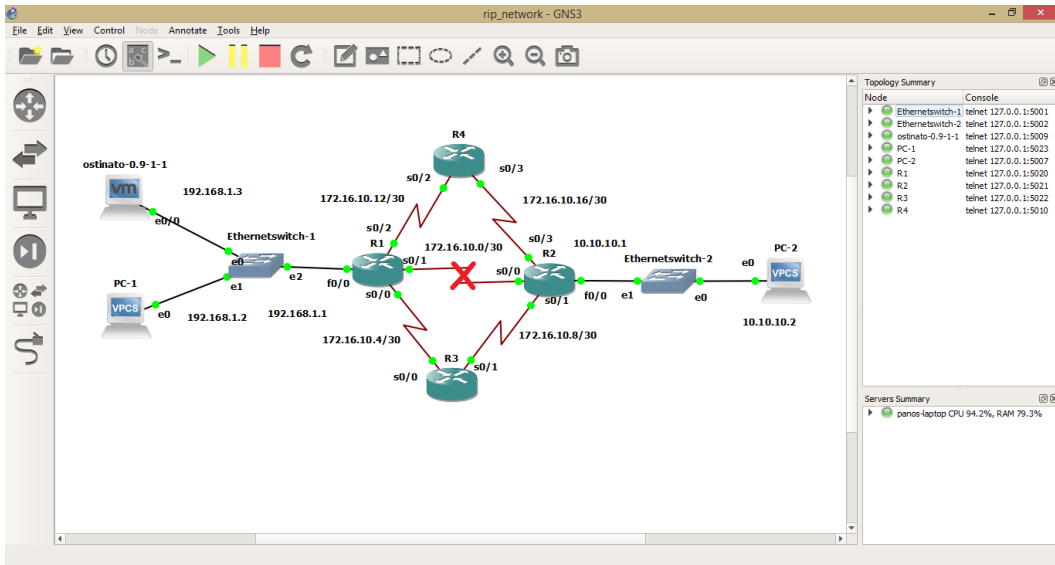 rip_network - GNS3
File Edit View Control Node Annotate Tools Help
Topology Summary
Node Console
Ethernetswitch-1 telnet 127.0.0.1:5001
Ethernetswitch-2 telnet 127.0.0.1:5002
ostinato-0.9-1-1 telnet 127.0.0.1:5009
PC-1 telnet 127.0.0.1:5023
PC-2 telnet 127.0.0.1:5007
R1 telnet 127.0.0.1:5020
R2 telnet 127.0.0.1:5021
R3 telnet 127.0.0.1:5022
R4 telnet 127.0.0.1:5010
R4
ostinato-0.9-1-1
vm
192.168.1.3
s0/2
s0/3
172.16.10.12/30
172.16.10.16/30
e0/0
Ethernetswitch-1
s0/2
R1
172.16.10.0/30
s0/3
R2
10.10.10.1
Ethernetswitch-2
PC-2
e0
e0
s0/1
s0/0
VPCS
PC-1
e1
e2
f0/0
s0/0
s0/1
f0/0
e1
e0
VPCS
e0
192.168.1.2
192.168.1.1
10.10.10.2
172.16.10.4/30
172.16.10.8/30
R3
s0/0
s0/1
Servers Summary
panos-laptop CPU 94.2%, RAM 79.3%